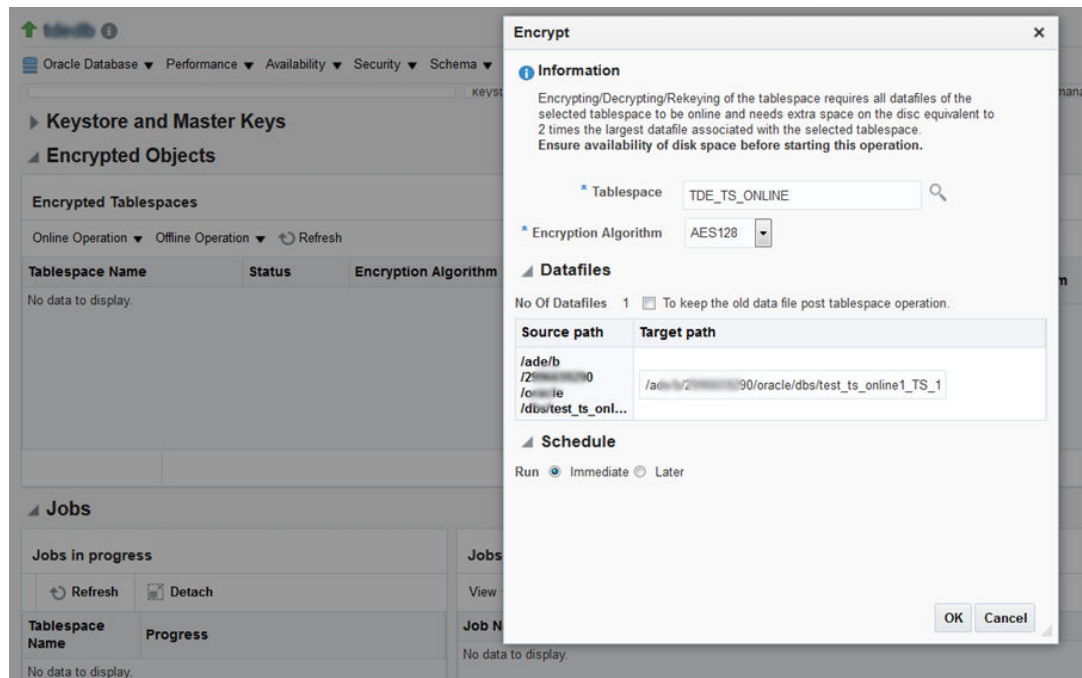 Oracle Database Performance Availability Security Schema
Keyst
Keystore and Master Keys
Encrypted Objects
Encrypted Tablespaces
Online Operation Offline Operation Refresh
Tablespace Name Status Encryption Algorithm
No data to display.
Jobs
Jobs in progress
Refresh Detach
Tablespace Name Progress
No data to display.
Jobs
View
Job N
No data to display.
Encrypt
Information
Encrypting/Decrypting/Rekeying of the tablespace requires all datafiles of the
selected tablespace to be online and needs extra space on the disc equivalent to
2 times the largest datafile associated with the selected tablespace.
Ensure availability of disk space before starting this operation.
* Tablespace TDE_TS_ONLINE
* Encryption Algorithm AES128
Datafiles
No Of Datafiles 1 To keep the old data file post tablespace operation.
Source path Target path
/ade/b
/dbs/test_ts_onl...
90/oracle/dbs/test_ts_online1_TS_1
Schedule
Run Immediate Later
OK Cancel